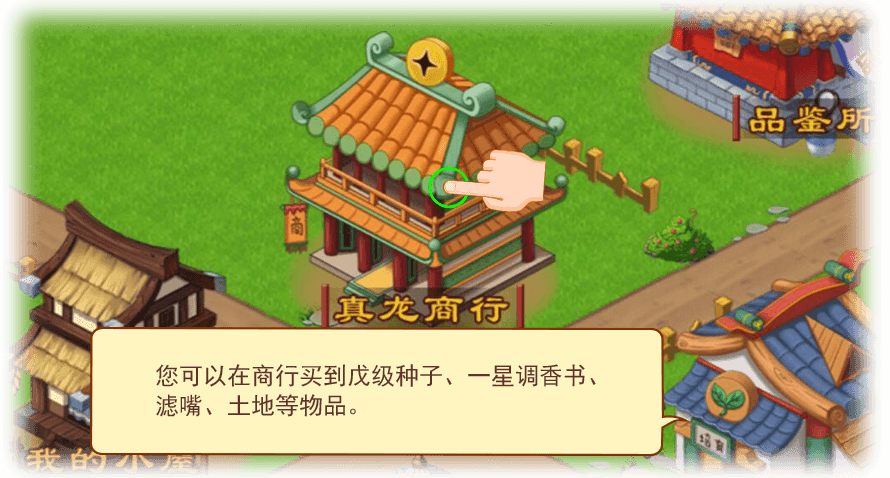 品鉴所
商
真龙商行
您可以在商行买到戊级种子、一星调香书、
滤嘴、土地等物品。
培育
我的小屋